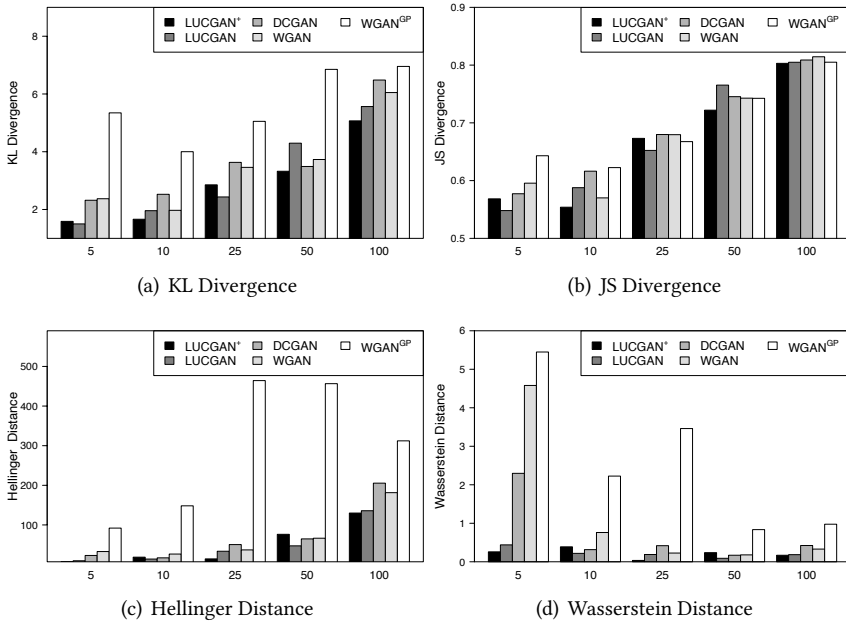 LUCGAN+ DCGAN WGANGP
LUCGAN WGAN
KL Divergence
8
6
4
2
5 10 25 50 100
(a) KL Divergence
LUCGAN+ DCGAN WGANGP
LUCGAN WGAN
JS Divergence
0.9
0.8
0.7
0.6
0.5
5 10 25 50 100
(b) JS Divergence
LUCGAN+ DCGAN WGANGP
LUCGAN WGAN
Hellinger Distance
500
400
300
200
100
5 10 25 50 100
(c) Hellinger Distance
LUCGAN+ DCGAN WGANGP
LUCGAN WGAN
Wasserstein Distance
6
5
4
3
2
1
0
5 10 25 50 100
(d) Wasserstein Distance